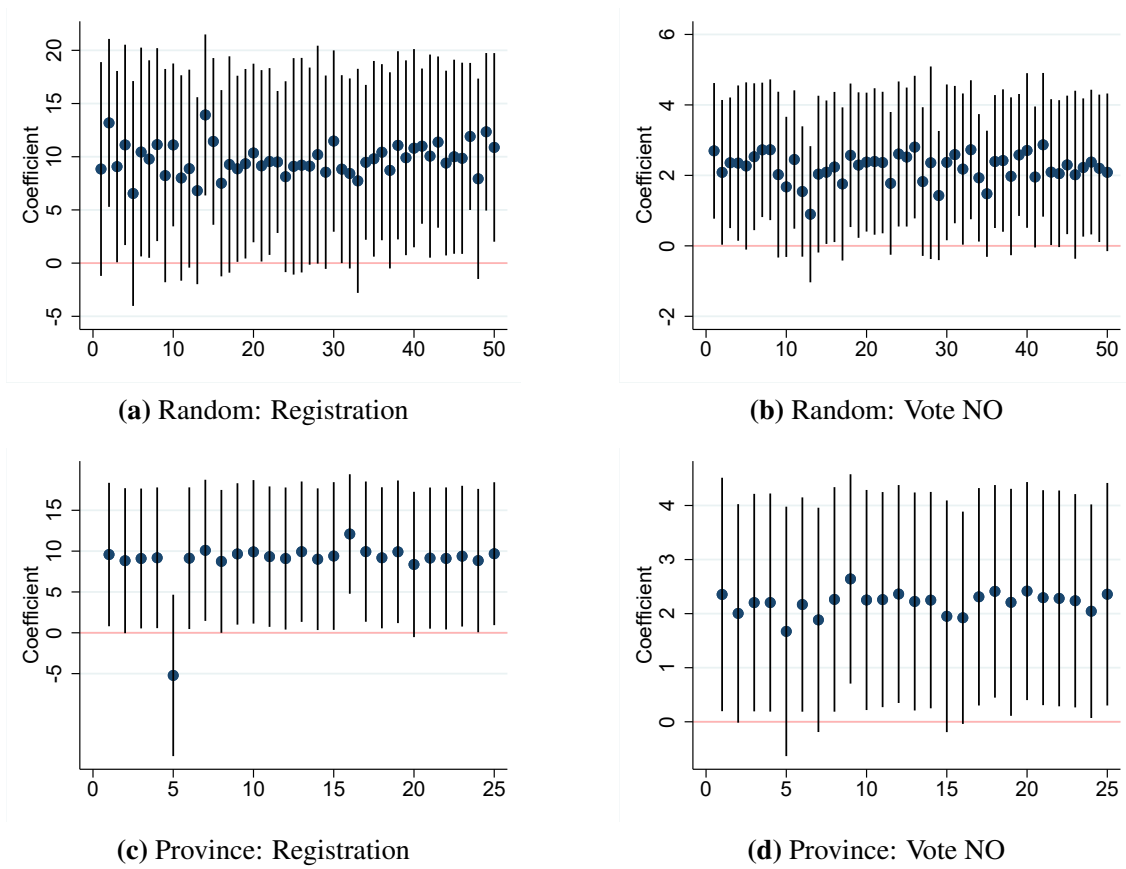 Coefficient
20
15
10
5
0
-5
0 10 20 30 40 50
(a) Random: Registration
Coefficient
6
4
2
0
-2
0 10 20 30 40 50
(b) Random: Vote NO
Coefficient
15
10
5
0
-5
0 5 10 15 20 25
(c) Province: Registration
Coefficient
4
3
2
1
0
0 5 10 15 20 25
(d) Province: Vote NO